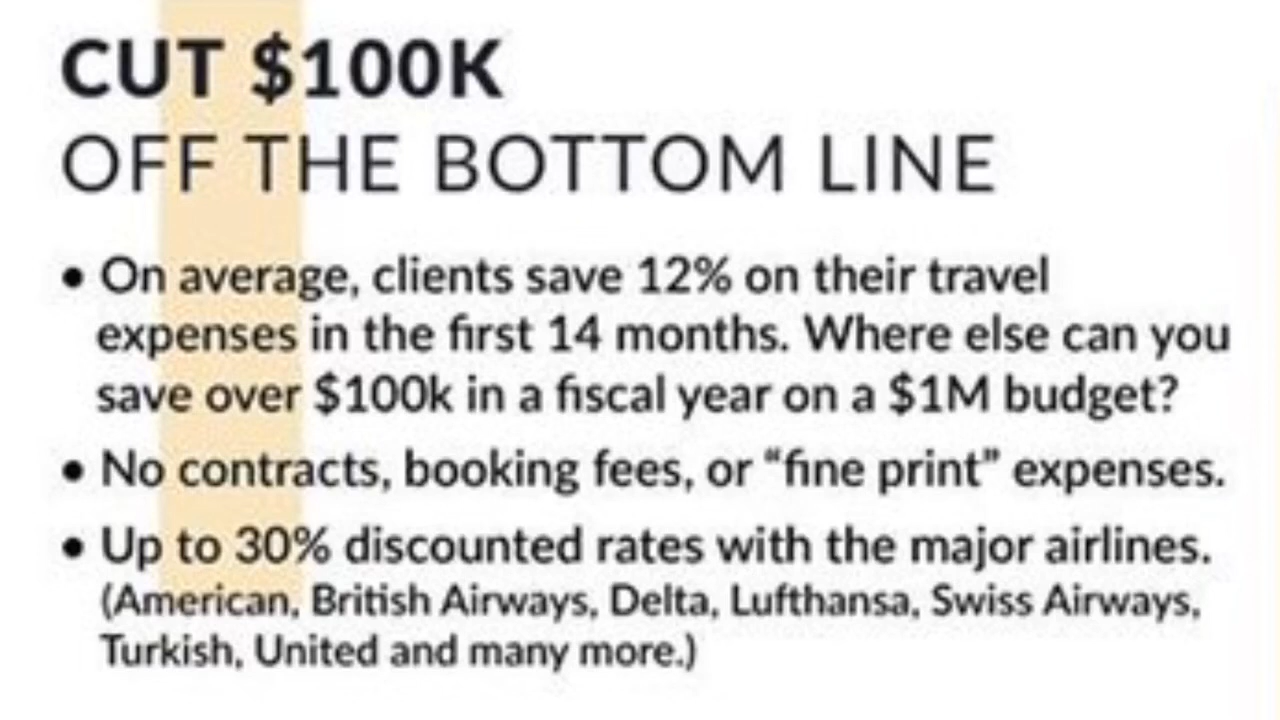 CUT $100K
OFF THE BOTTOM LINE
• On average, clients save 12% on their travel
expenses in the first 14 months. Where else can you
save over $100k in a fiscal year on a $1M budget?
• No contracts, booking fees, or “fine print” expenses.
• Up to 30% discounted rates with the major airlines.
(American, British Airways, Delta, Lufthansa, Swiss Airways,
Turkish, United and many more.)